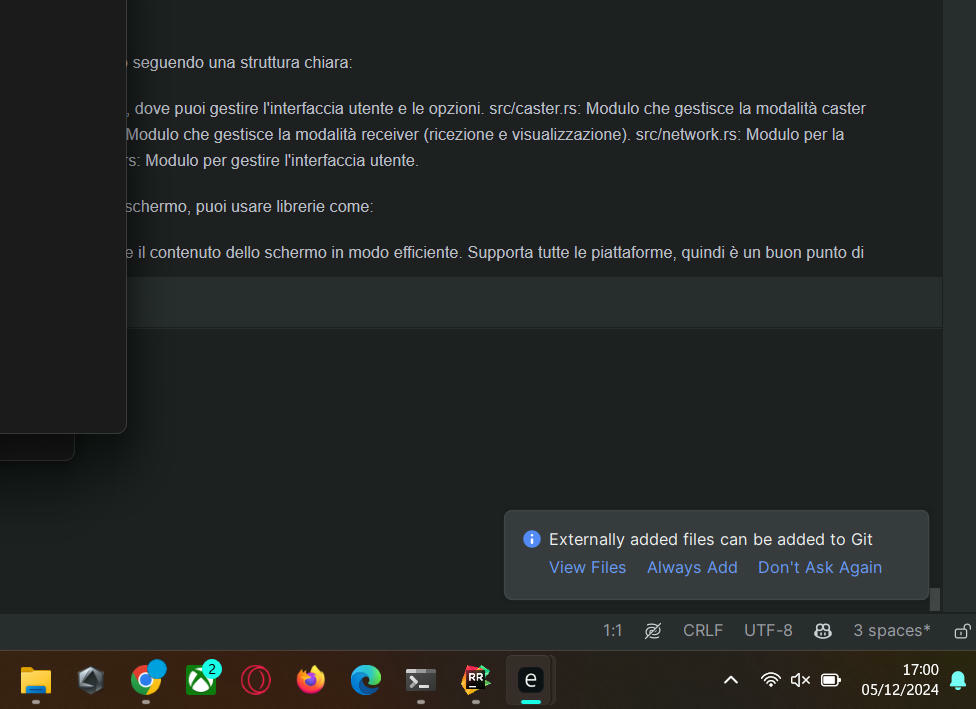 seguendo una struttura chiara:
, dove puoi gestire l'interfaccia utente e le opzioni. src/caster.rs: Modulo che gestisce la modalità caster
Modulo che gestisce la modalità receiver (ricezione e visualizzazione). src/network.rs: Modulo per la
rs: Modulo per gestire l'interfaccia utente.
schermo, puoi usare librerie come:
e il contenuto dello schermo in modo efficiente. Supporta tutte le piattaforme, quindi è un buon punto di
Externally added files can be added to Git
View Files Always Add Don't Ask Again
1:1 CRLF UTF-8 3 spaces*
2
RR
e
17:00
05/12/2024